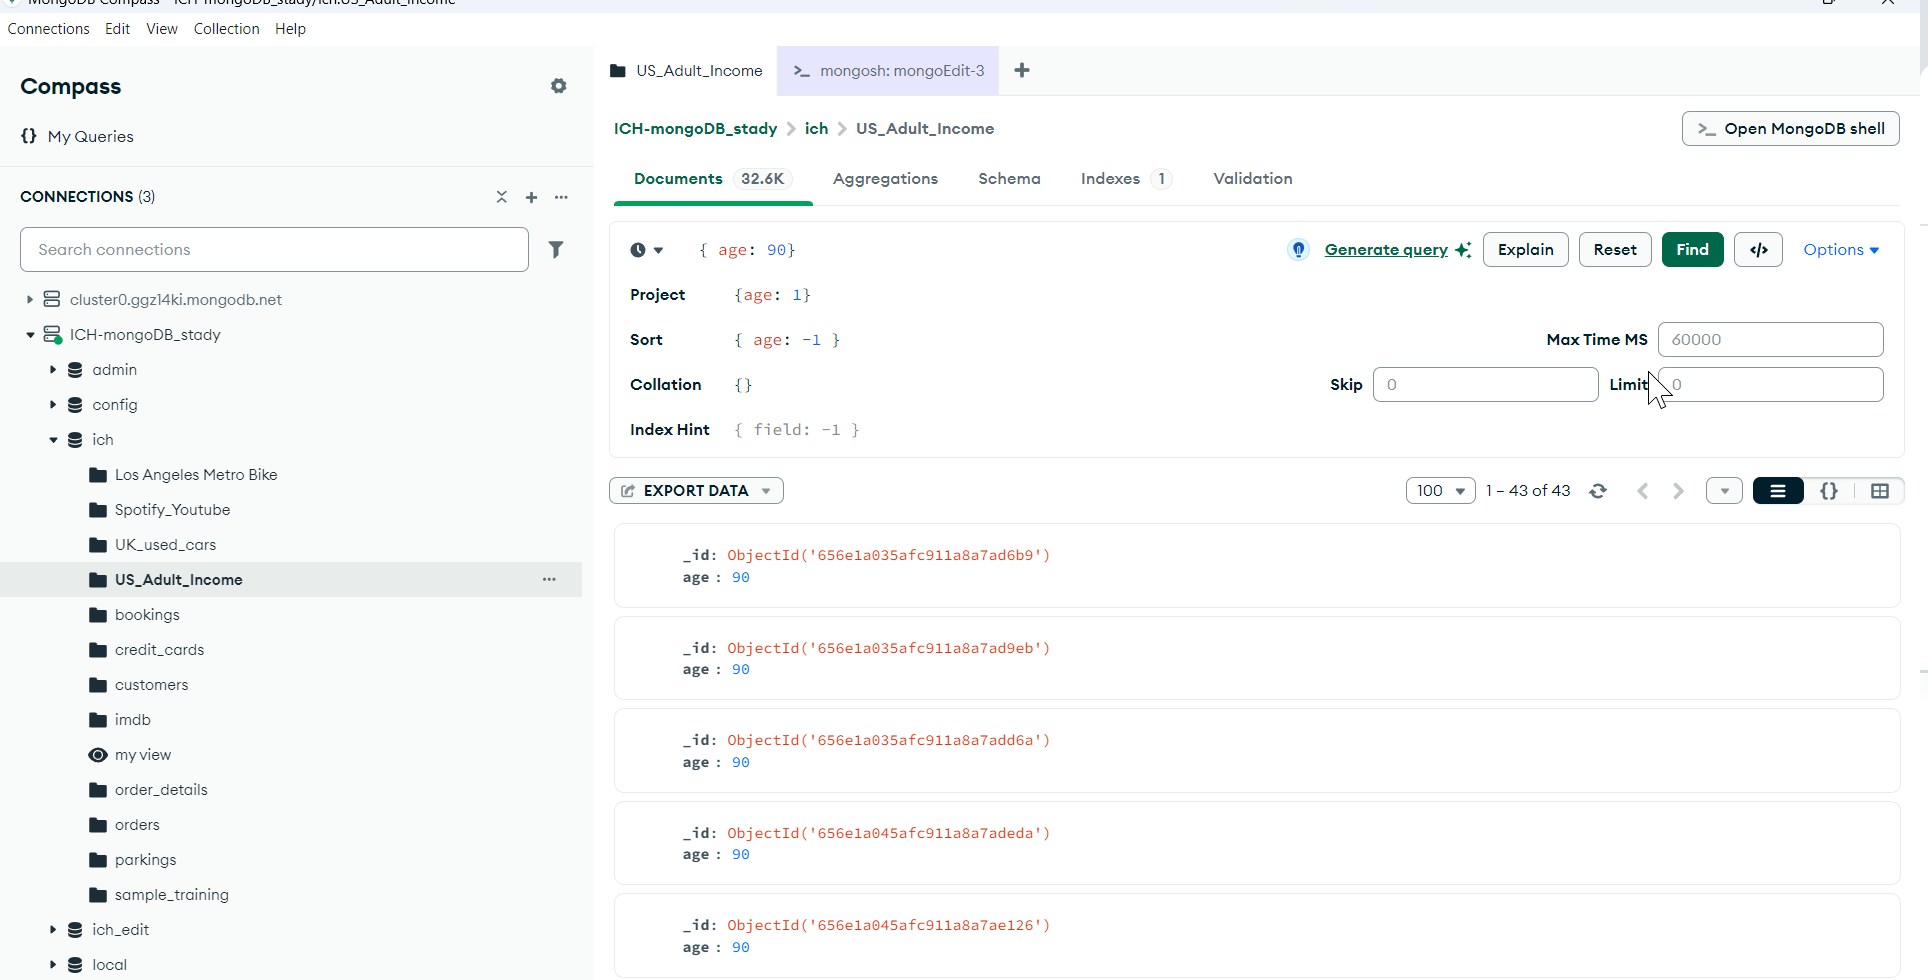 MongoDB Compass - ICH-mongoDB_stady/ich.US_Adult_Income
Connections Edit View Collection Help
Compass
{} My Queries
CONNECTIONS (3)
Search connections
cluster0.ggz14ki.mongodb.net
ICH-mongoDB_stady
admin
config
ich
Los Angeles Metro Bike
Spotify_Youtube
UK_used_cars
US_Adult_Income
bookings
credit_cards
customers
imdb
my view
order_details
orders
parkings
sample_training
ich_edit
local
US_Adult_Income
>_ mongosh: mongoEdit-3
ICH-mongoDB_stady > ich > US_Adult_Income
>_ Open MongoDB shell
Documents 32.6K Aggregations Schema Indexes 1 Validation
{ age: 90}
Generate query Explain Reset Find </> Options
Project {age: 1}
Sort { age: -1 }
Max Time MS 60000
Collation {}
Skip 0 Limit 0
Index Hint { field: -1 }
EXPORT DATA
100 1 – 43 of 43
{}
_id: ObjectId('656e1a035afc911a8a7ad6b9')
age : 90
_id: ObjectId('656e1a035afc911a8a7ad9eb')
age : 90
_id: ObjectId('656e1a035afc911a8a7add6a')
age : 90
_id: ObjectId('656e1a045afc911a8a7adeda')
age : 90
_id: ObjectId('656e1a045afc911a8a7ae126')
age : 90